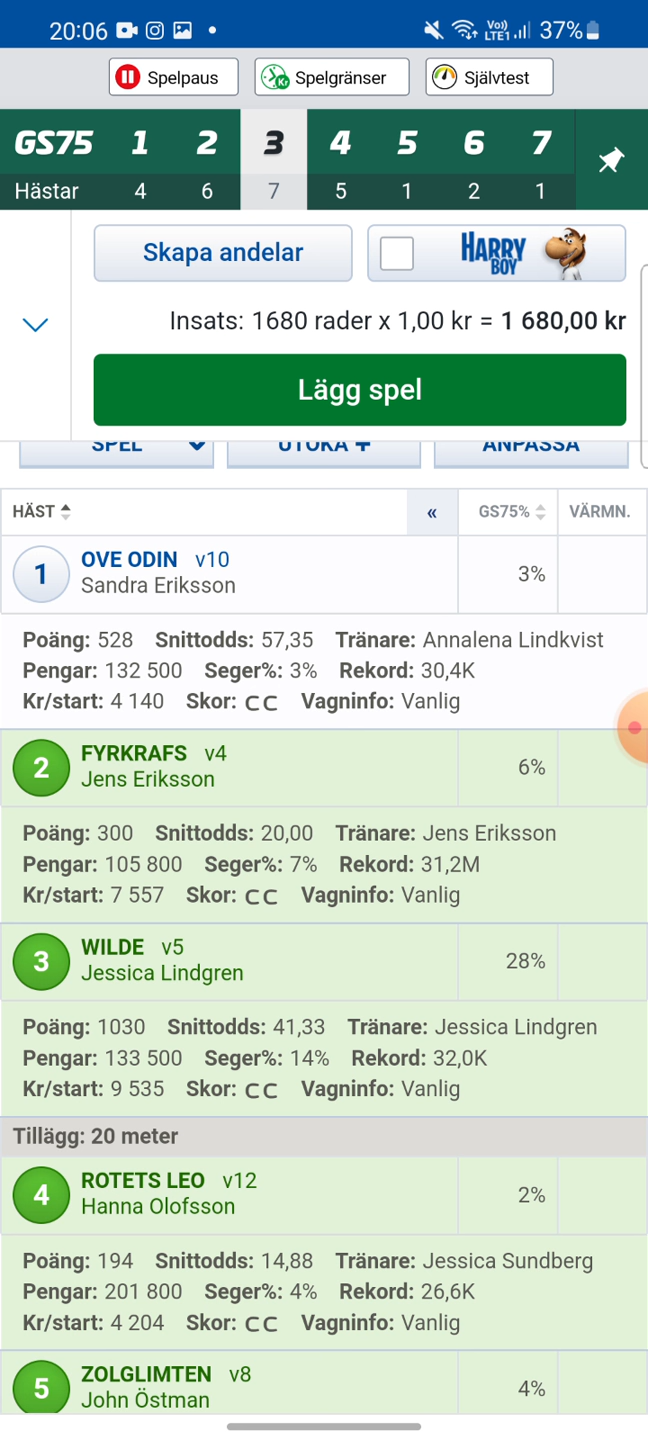 20:06 Voo) LTE1 37%
Spelpaus Spelgränser Självtest
GS75 1 2 3 4 5 6 7
Hästar 4 6 7 5 1 2 1
Skapa andelar HARRY BOY
Insats: 1680 rader x 1,00 kr = 1 680,00 kr
Lägg spel
SPEL UTÖKA + ANPASSA
HÄST « GS75% VÄRMN.
1 OVE ODIN v10 3%
Sandra Eriksson
Poäng: 528 Snittodds: 57,35 Tränare: Annalena Lindkvist
Pengar: 132 500 Seger%: 3% Rekord: 30,4K
Kr/start: 4 140 Skor: C C Vagninfo: Vanlig
2 FYRKRAFS v4 6%
Jens Eriksson
Poäng: 300 Snittodds: 20,00 Tränare: Jens Eriksson
Pengar: 105 800 Seger%: 7% Rekord: 31,2M
Kr/start: 7 557 Skor: C C Vagninfo: Vanlig
3 WILDE v5 28%
Jessica Lindgren
Poäng: 1030 Snittodds: 41,33 Tränare: Jessica Lindgren
Pengar: 133 500 Seger%: 14% Rekord: 32,0K
Kr/start: 9 535 Skor: C C Vagninfo: Vanlig
Tillägg: 20 meter
4 ROTETS LEO v12 2%
Hanna Olofsson
Poäng: 194 Snittodds: 14,88 Tränare: Jessica Sundberg
Pengar: 201 800 Seger%: 4% Rekord: 26,6K
Kr/start: 4 204 Skor: C C Vagninfo: Vanlig
5 ZOLGLIMTEN v8 4%
John Östman